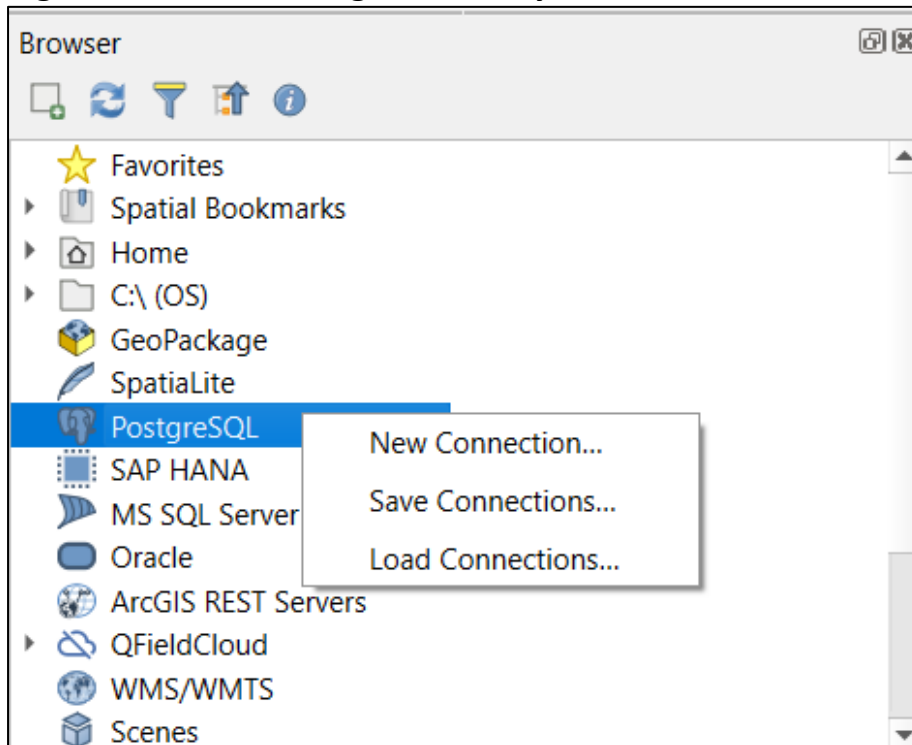 Browser
Favorites
Spatial Bookmarks
Home
C:\ (OS)
GeoPackage
SpatiaLite
PostgreSQL
New Connection...
SAP HANA
Save Connections...
MS SQL Server
Oracle
Load Connections...
ArcGIS REST Servers
QFieldCloud
WMS/WMTS
Scenes